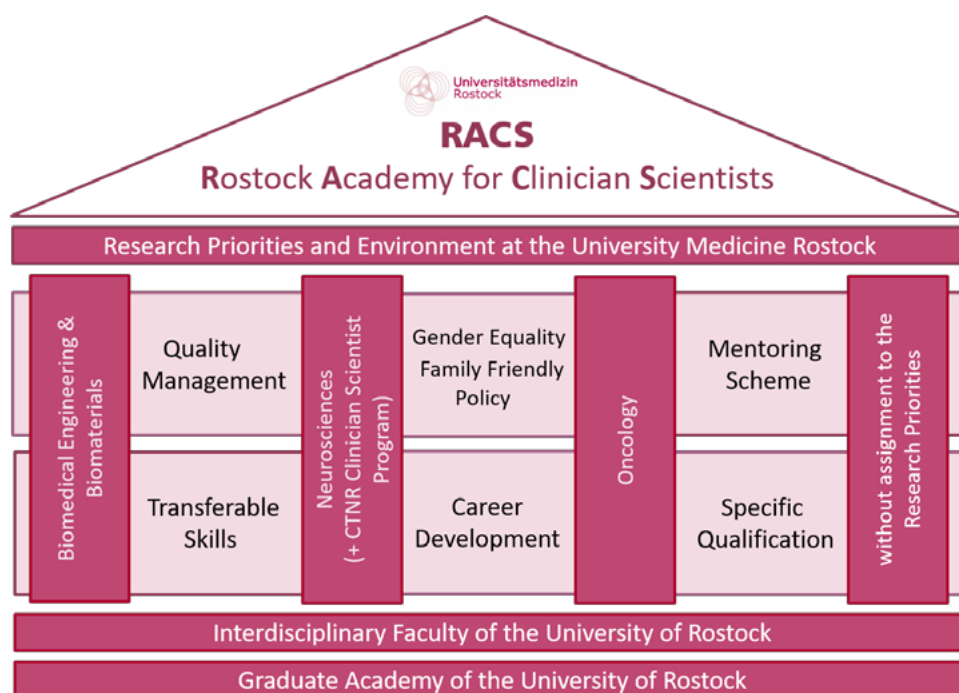 Universitätsmedizin
Rostock
RACS
Rostock Academy for Clinician Scientists
Research Priorities and Environment at the University Medicine Rostock
Biomedical Engineering &
Biomaterials
Quality
Management
Neurosciences
(+ CTNR Clinician Scientist
Program)
Gender Equality
Family Friendly
Policy
Oncology
Mentoring
Scheme
without assignment to the
Research Priorities
Transferable
Skills
Career
Development
Specific
Qualification
Interdisciplinary Faculty of the University of Rostock
Graduate Academy of the University of Rostock